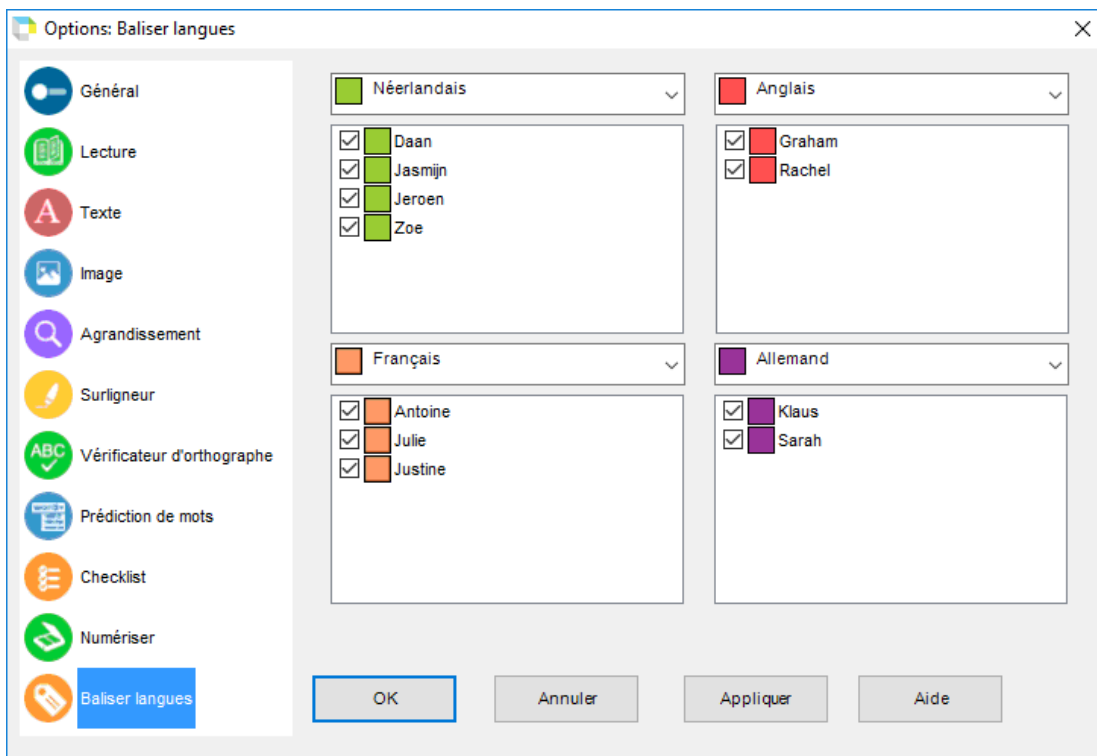 Options: Baliser langues
Général
Lecture
Texte
Image
Agrandissement
Surligneur
ABC
Vérificateur d'orthographe
Prédiction de mots
Checklist
Numériser
Baliser langues
Néerlandais
Daan
Jasmijn
Jeroen
Zoe
Anglais
Graham
Rachel
Français
Antoine
Julie
Justine
Allemand
Klaus
Sarah
OK
Annuler
Appliquer
Aide